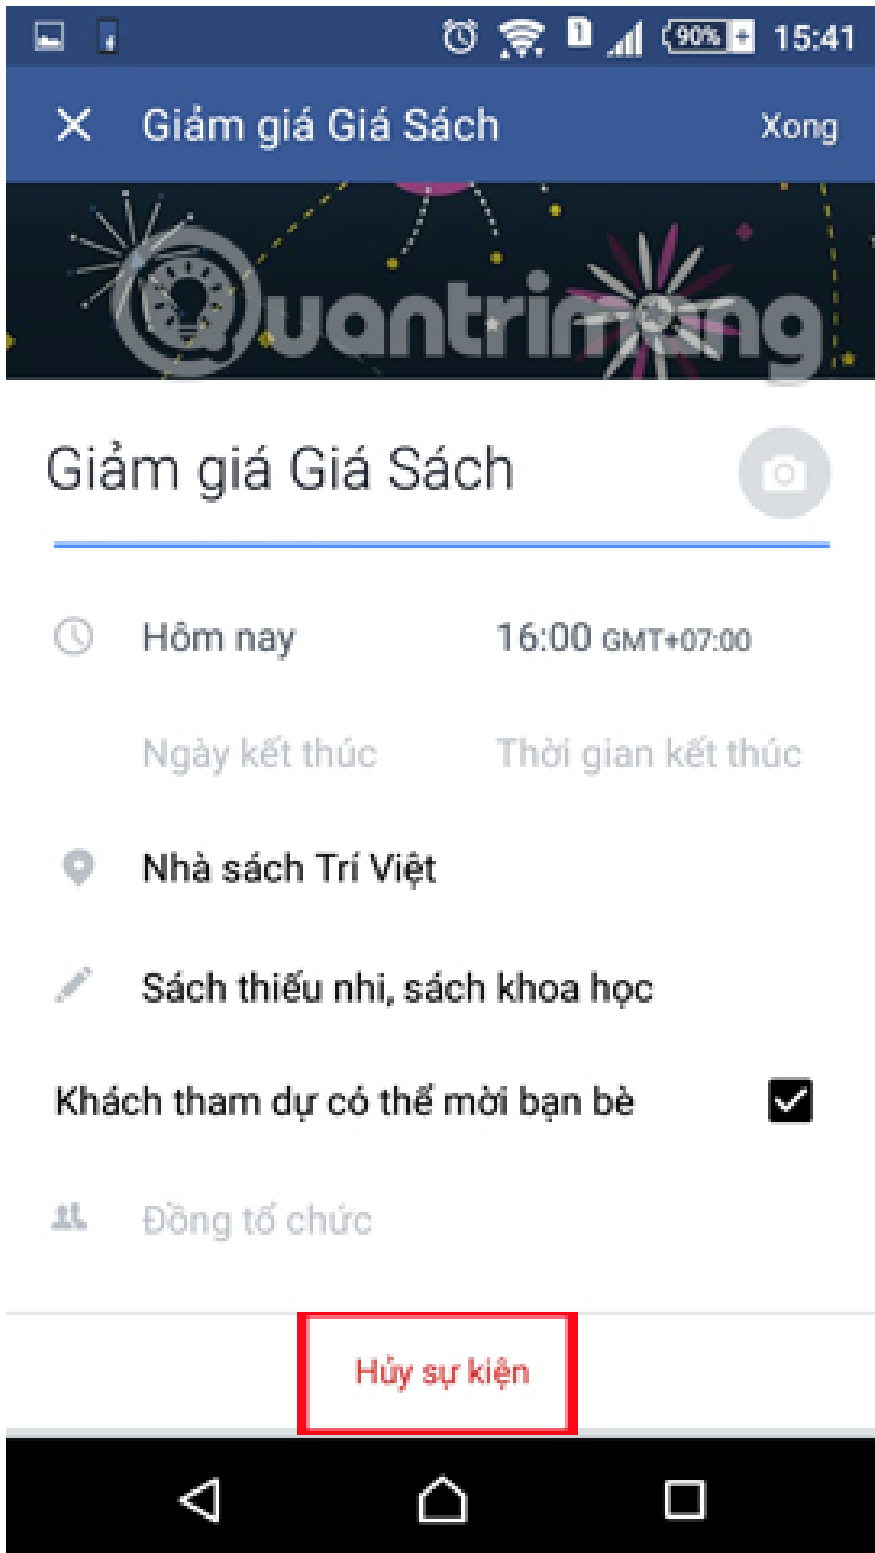 1 90% 15:41
Giảm giá Giá Sách Xong
Quantrimang
Giảm giá Giá Sách
Hôm nay 16:00 GMT+07:00
Ngày kết thúc Thời gian kết thúc
Nhà sách Trí Việt
Sách thiếu nhi, sách khoa học
Khách tham dự có thể mời bạn bè
Đồng tổ chức
Hủy sự kiện